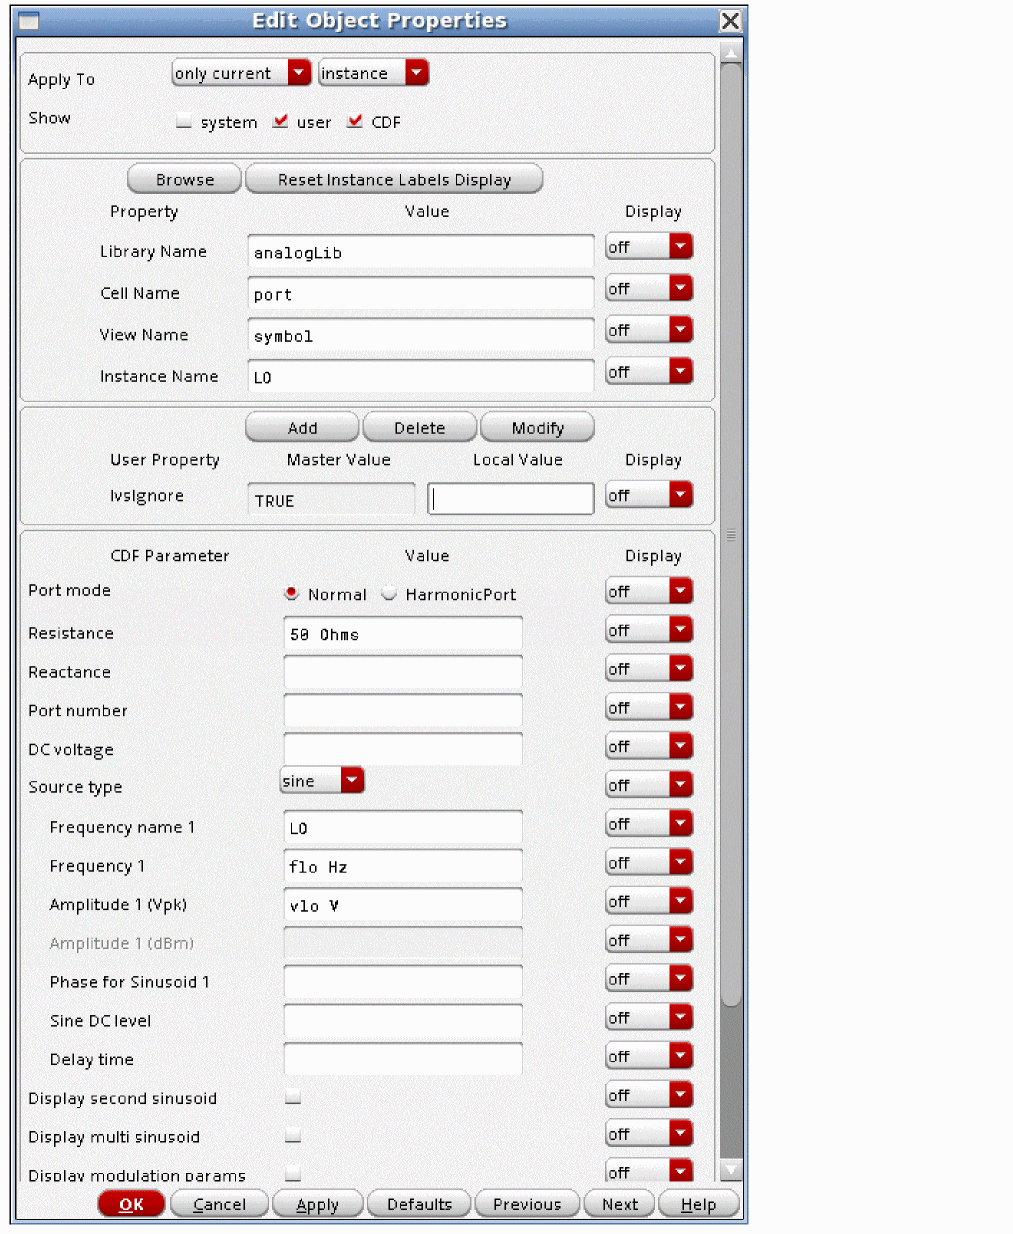 Edit Object Properties
Apply To only current instance
Show system user CDF
Browse Reset Instance Labels Display
Property Value Display
Library Name analogLib off
Cell Name port off
View Name symbol off
Instance Name LO off
Add Delete Modify
User Property Master Value Local Value Display
lvsIgnore TRUE off
CDF Parameter Value Display
Port mode Normal HarmonicPort off
Resistance 50 Ohms off
Reactance off
Port number off
DC voltage off
Source type sine off
Frequency name 1 LO off
Frequency 1 flo Hz off
Amplitude 1 (Vpk) vlo V off
Amplitude 1 (dBm) off
Phase for Sinusoid 1 off
Sine DC level off
Delay time off
Display second sinusoid off
Display multi sinusoid off
Display modulation params off
OK Cancel Apply Defaults Previous Next Help